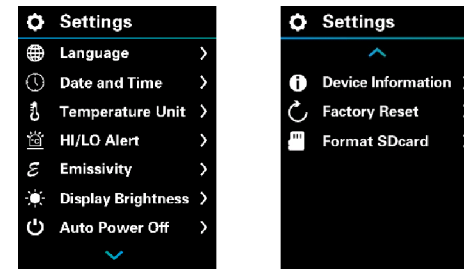 Settings
Language
Date and Time
Temperature Unit
HI/LO Alert
Emissivity
Display Brightness
Auto Power Off
Settings
Device Information
Factory Reset
Format SDcard